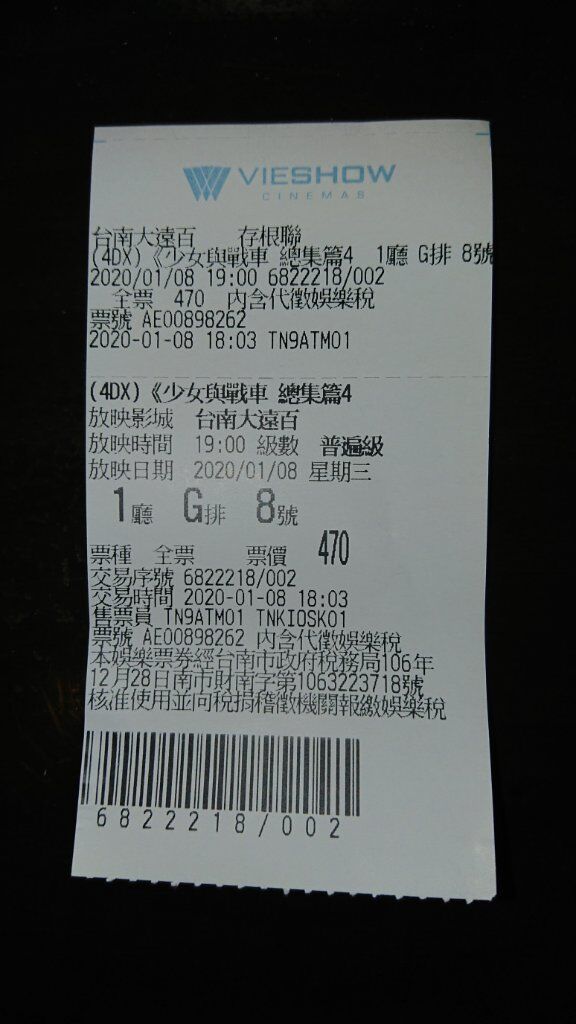 VIESHOW
CINEMAS
台南大遠百 存根聯
(4DX)《少女與戰車 總集篇4 1廳 G排 8號
2020/01/08 19:00 6822218/002
全票 470 內含代徵娛樂稅
票號 AE00898262
2020-01-08 18:03 TN9ATM01
(4DX)《少女與戰車 總集篇4
放映影城 台南大遠百
放映時間 19:00 級數 普遍級
放映日期 2020/01/08 星期三
1廳 G排 8號
票種 全票 票價 470
交易序號 6822218/002
交易時間 2020-01-08 18:03
售票員 TN9ATM01 TNKIOSK01
票號 AE00898262 內含代徵娛樂稅
本娛樂票券經台南市政府稅務局106年
12月28日南市財南字第1063223718號
核准使用並向稅捐稽徵機關報繳娛樂稅
6822218/002